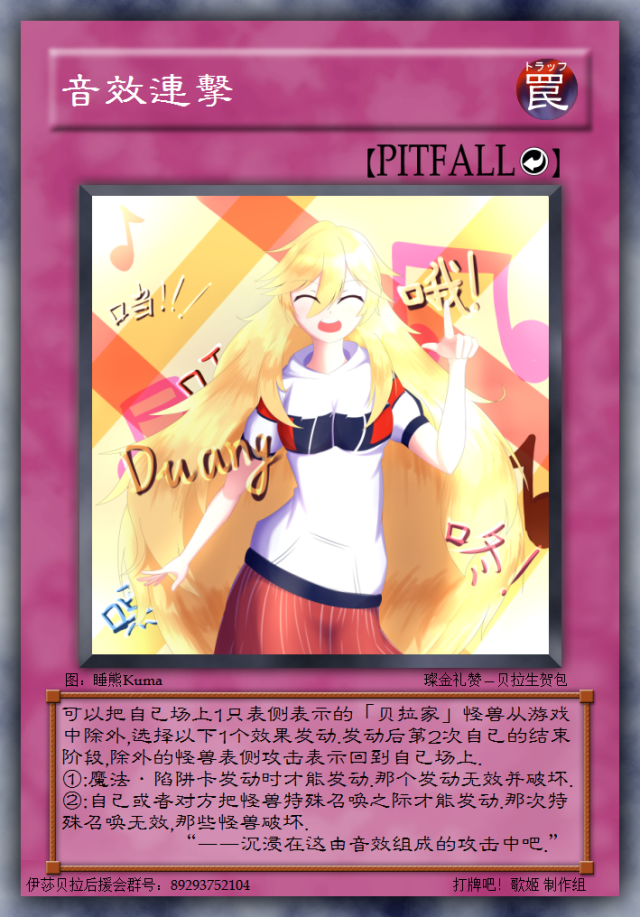 音效連擊
トラップ
罠
【PITFALL】
咱!!
哦!
Duang
图：睡熊Kuma
璨金礼赞－贝拉生贺包
可以把自己场上1只表侧表示的「贝拉家」怪兽从游戏
中除外,选择以下1个效果发动.发动后第2次自己的结束
阶段,除外的怪兽表侧攻击表示回到自己场上.
①:魔法·陷阱卡发动时才能发动.那个发动无效并破坏.
②:自己或者对方把怪兽特殊召唤之际才能发动.那次特
殊召唤无效,那些怪兽破坏.
“——沉浸在这由音效组成的攻击中吧.”
伊莎贝拉后援会群号：89293752104
打牌吧！歌姬 制作组